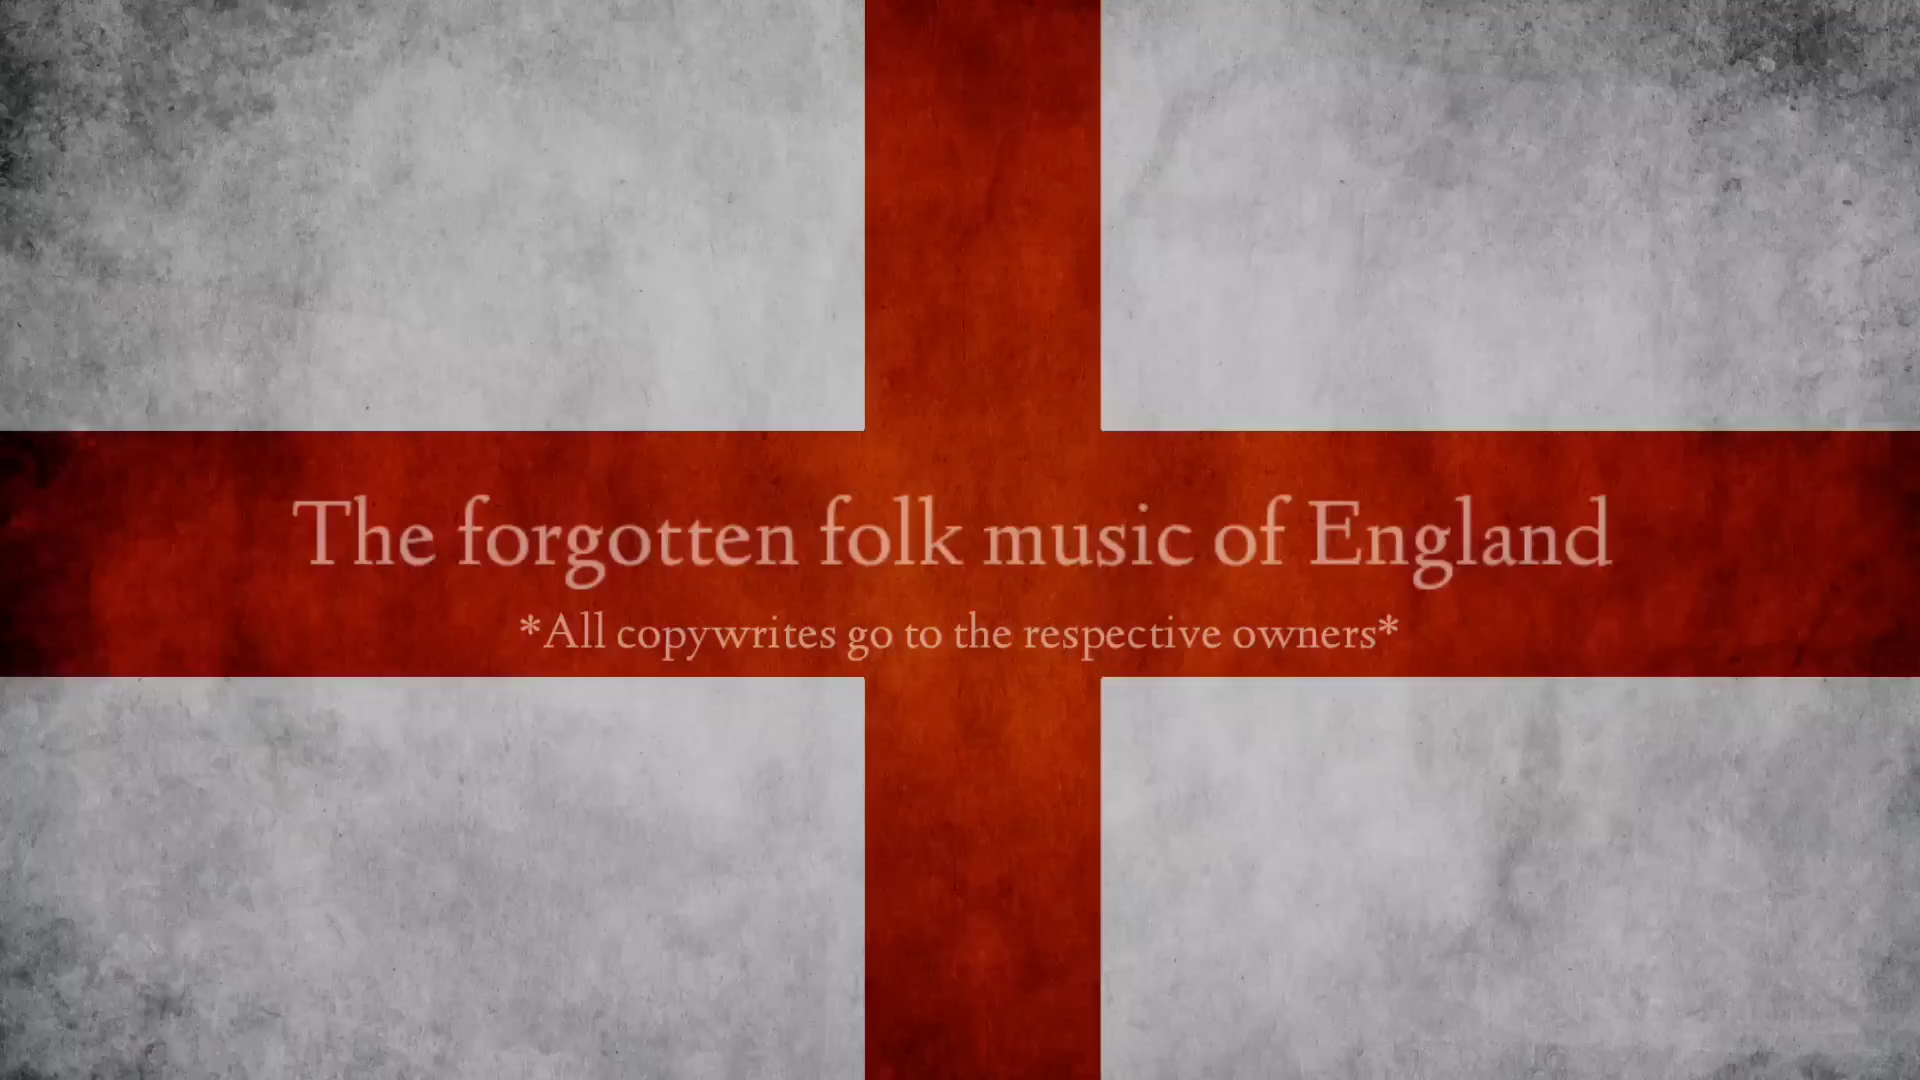 The forgotten folk music of England
*All copywrites go to the respective owners*